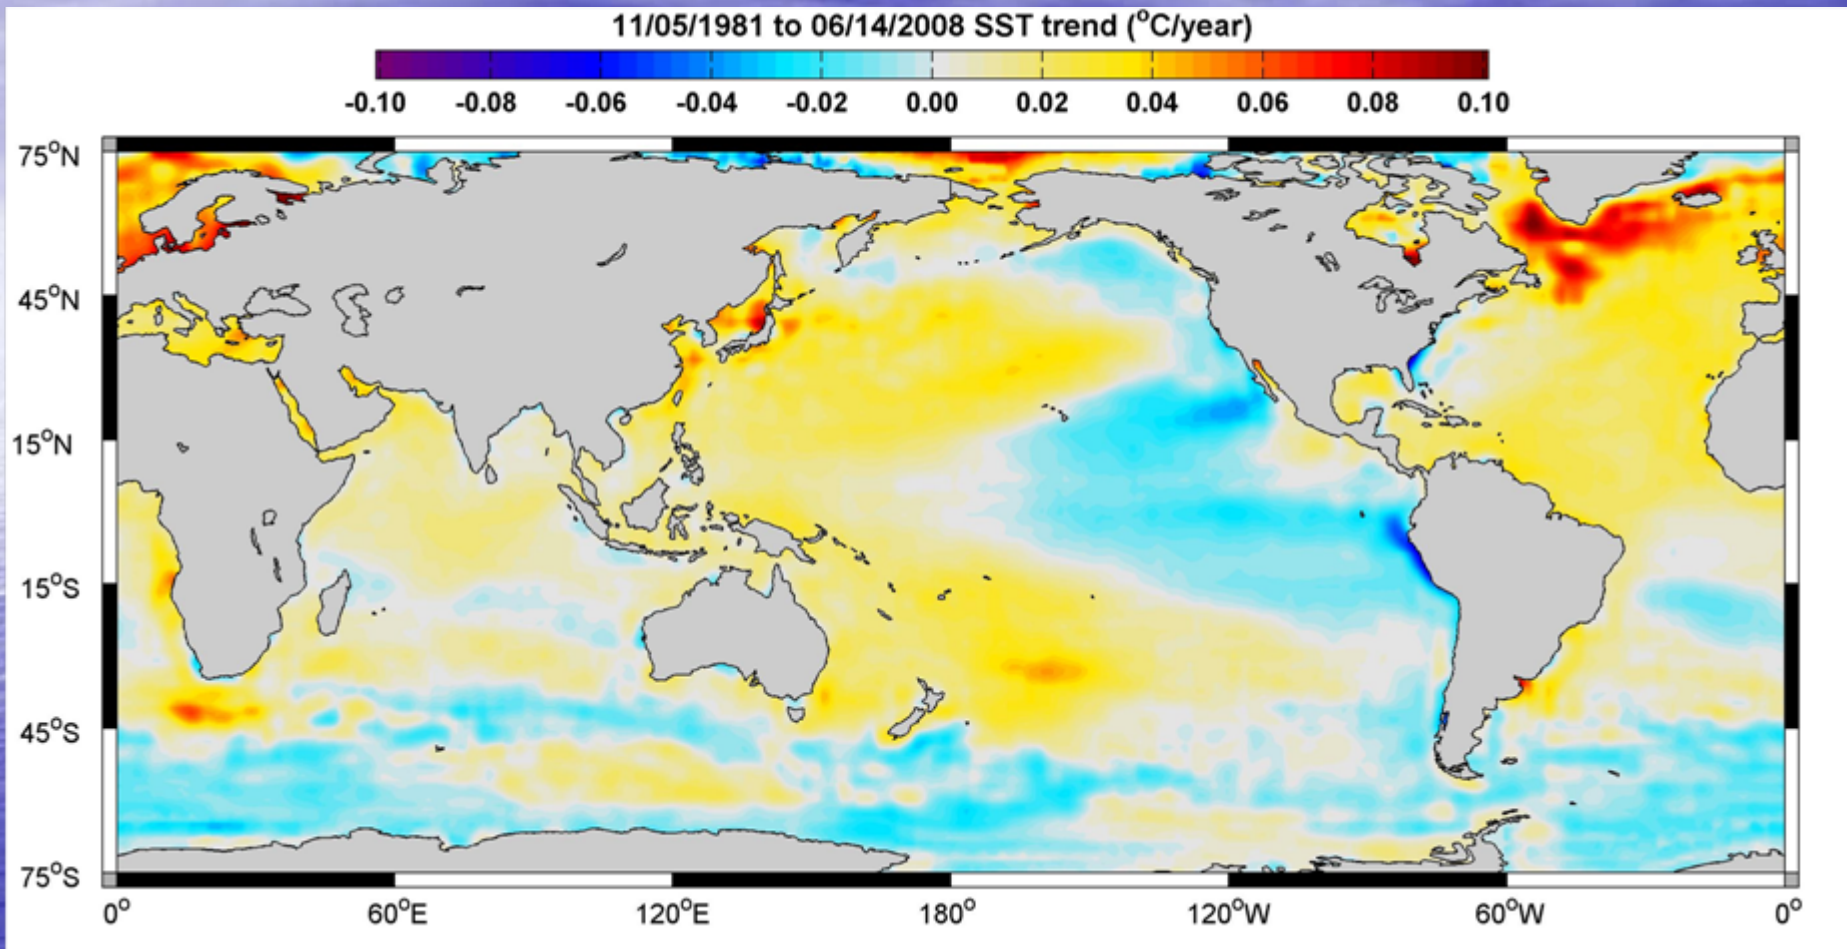 11/05/1981 to 06/14/2008 SST trend (°C/year)
-0.10 -0.08 -0.06 -0.04 -0.02 0.00 0.02 0.04 0.06 0.08 0.10
75°N
45°N
15°N
15°S
45°S
75°S
0° 60°E 120°E 180° 120°W 60°W 0°